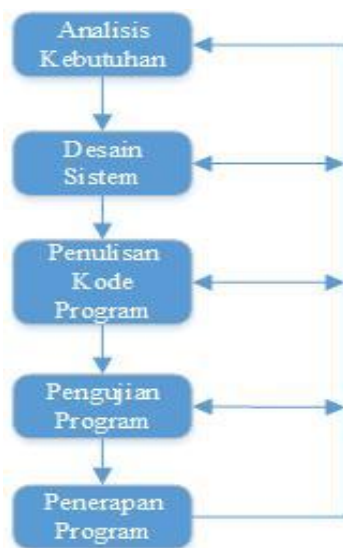 Analisis
Kebutuhan
Desain
Sistem
Penulisan
Kode
Program
Pengujian
Program
Penerapan
Program